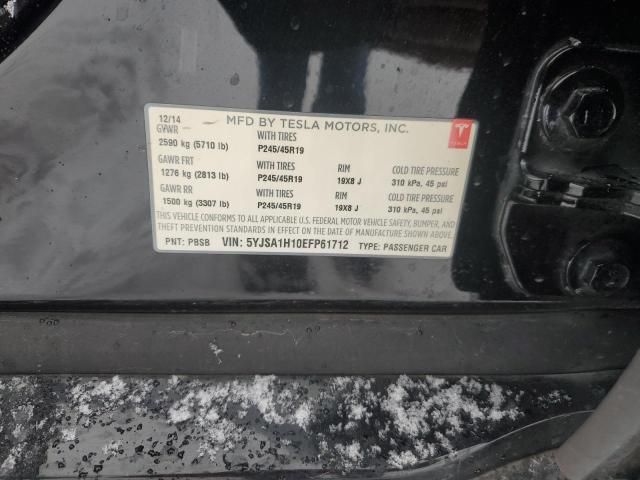 12/14 MFD BY TESLA MOTORS, INC.
GVWR WITH TIRES
2590 kg (5710 lb) P245/45R19
GAWR FRT WITH TIRES RIM COLD TIRE PRESSURE
1276 kg (2813 lb) P245/45R19 19X8 J 310 kPa, 45 psi
GAWR RR WITH TIRES RIM COLD TIRE PRESSURE
1500 kg (3307 lb) P245/45R19 19X8 J 310 kPa, 45 psi
THIS VEHICLE CONFORMS TO ALL APPLICABLE U.S. FEDERAL MOTOR VEHICLE SAFETY, BUMPER, AND
THEFT PREVENTION STANDARDS IN EFFECT ON THE DATE OF MANUFACTURE SHOWN ABOVE.
PNT: PBSB VIN: 5YJSA1H10EFP61712 TYPE: PASSENGER CAR
TESLA